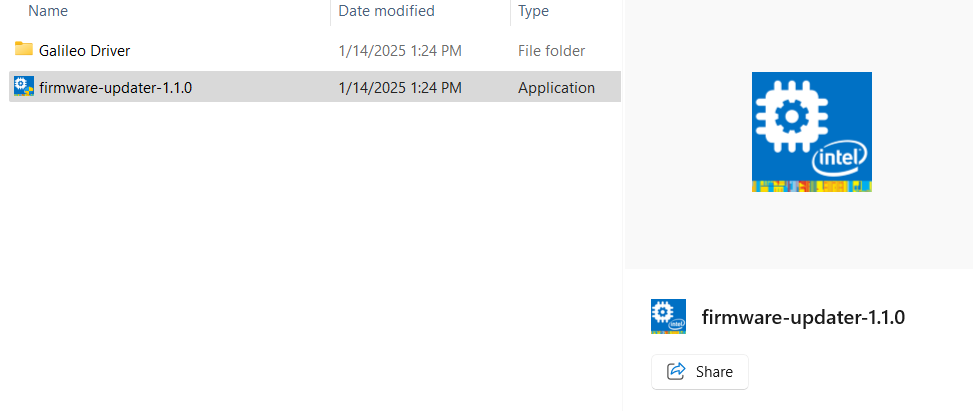 Name Date modified Type
Galileo Driver 1/14/2025 1:24 PM File folder
firmware-updater-1.1.0 1/14/2025 1:24 PM Application
intel
intel
firmware-updater-1.1.0
Share